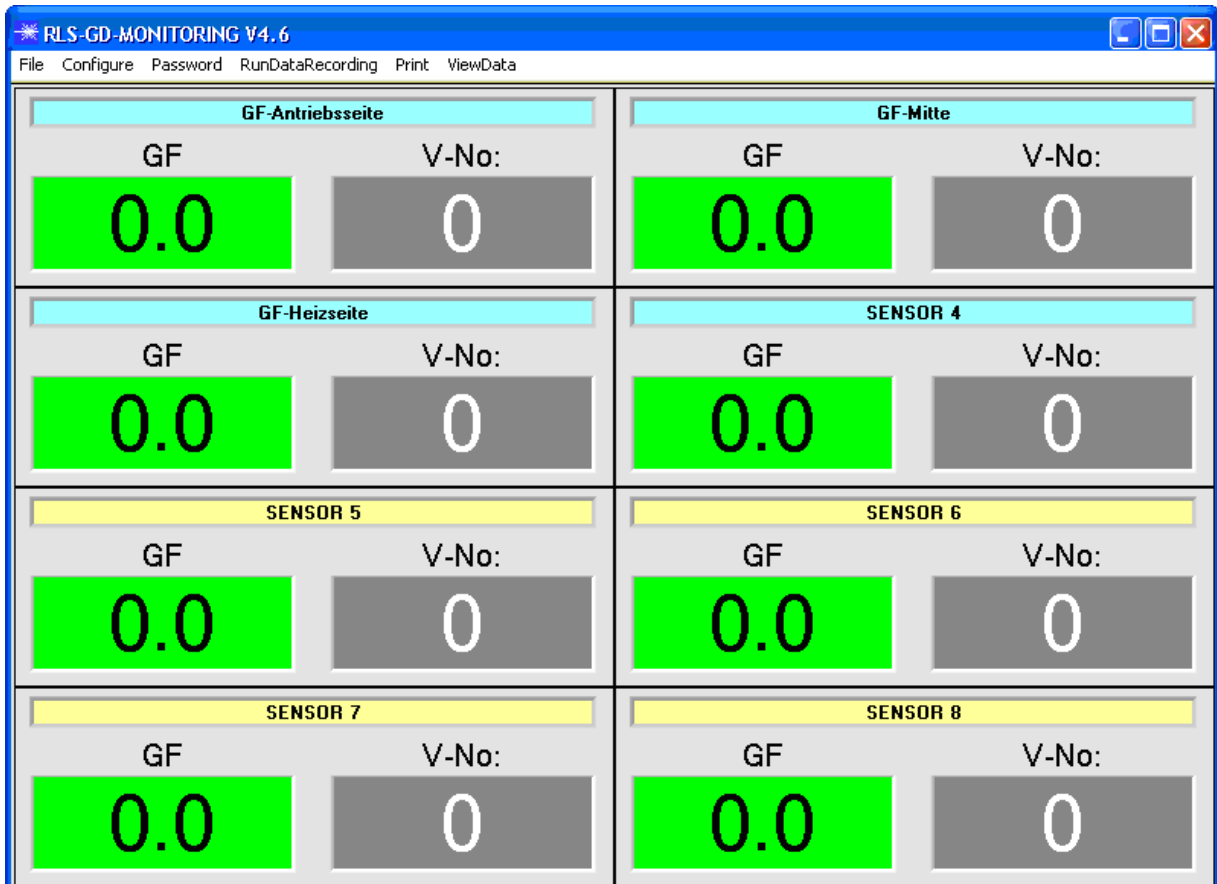 RLS-GD-MONITORING V4.6
File Configure Password RunDataRecording Print ViewData
GF-Antriebsseite
GF V-No:
0.0 0
GF-Mitte
GF V-No:
0.0 0
GF-Heizseite
GF V-No:
0.0 0
SENSOR 4
GF V-No:
0.0 0
SENSOR 5
GF V-No:
0.0 0
SENSOR 6
GF V-No:
0.0 0
SENSOR 7
GF V-No:
0.0 0
SENSOR 8
GF V-No:
0.0 0